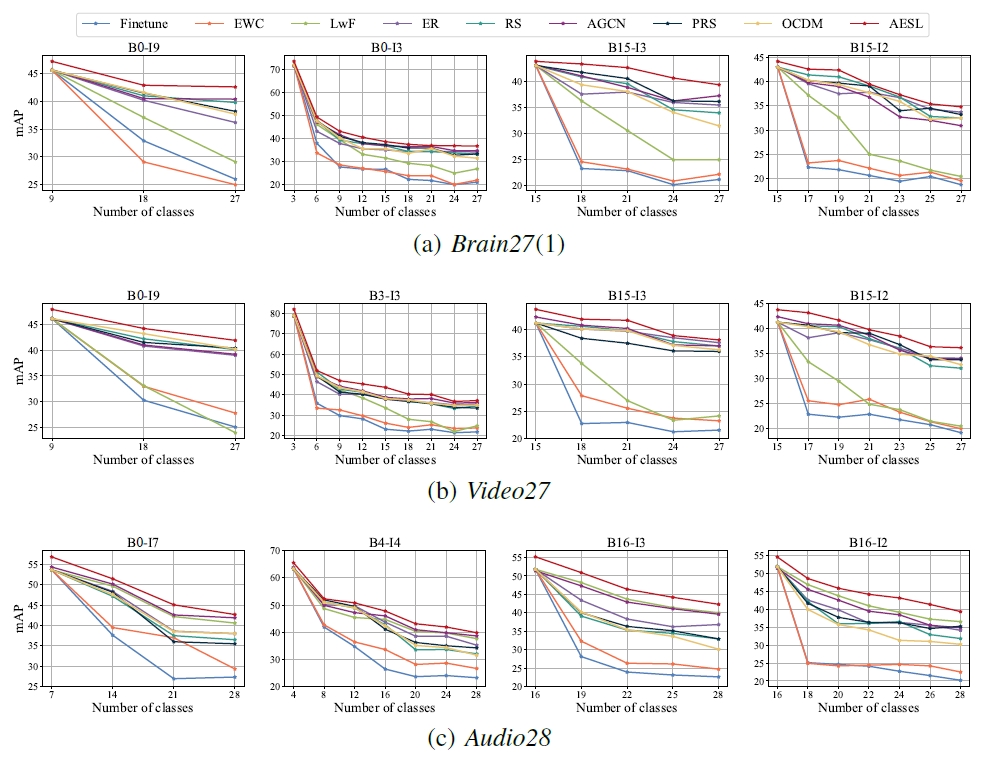 Finetune EWC LwF ER RS AGCN PRS OCDM AESL
B0-I9 B0-I3 B15-I3 B15-I2
mAP
45 40 35 30 25
9 18 27
70 60 50 40 30 20
3 6 9 12 15 18 21 24 27
40 35 30 25 20
15 18 21 24 27
45 40 35 30 25 20
15 17 19 21 23 25 27
Number of classes Number of classes Number of classes Number of classes
(a) Brain27(1)
B0-I9 B3-I3 B15-I3 B15-I2
mAP
45 40 35 30 25
9 18 27
80 70 60 50 40 30 20
3 6 9 12 15 18 21 24 27
40 35 30 25 20
15 18 21 24 27
45 40 35 30 25 20
15 17 19 21 23 25 27
Number of classes Number of classes Number of classes Number of classes
(b) Video27
B0-I7 B4-I4 B16-I3 B16-I2
mAP
55 50 45 40 35 30 25
7 14 21 28
70 60 50 40 30 20
4 8 12 16 20 24 28
55 50 45 40 35 30 25 20
16 19 22 25 28
55 50 45 40 35 30 25 20
16 18 20 22 24 26 28
Number of classes Number of classes Number of classes Number of classes
(c) Audio28